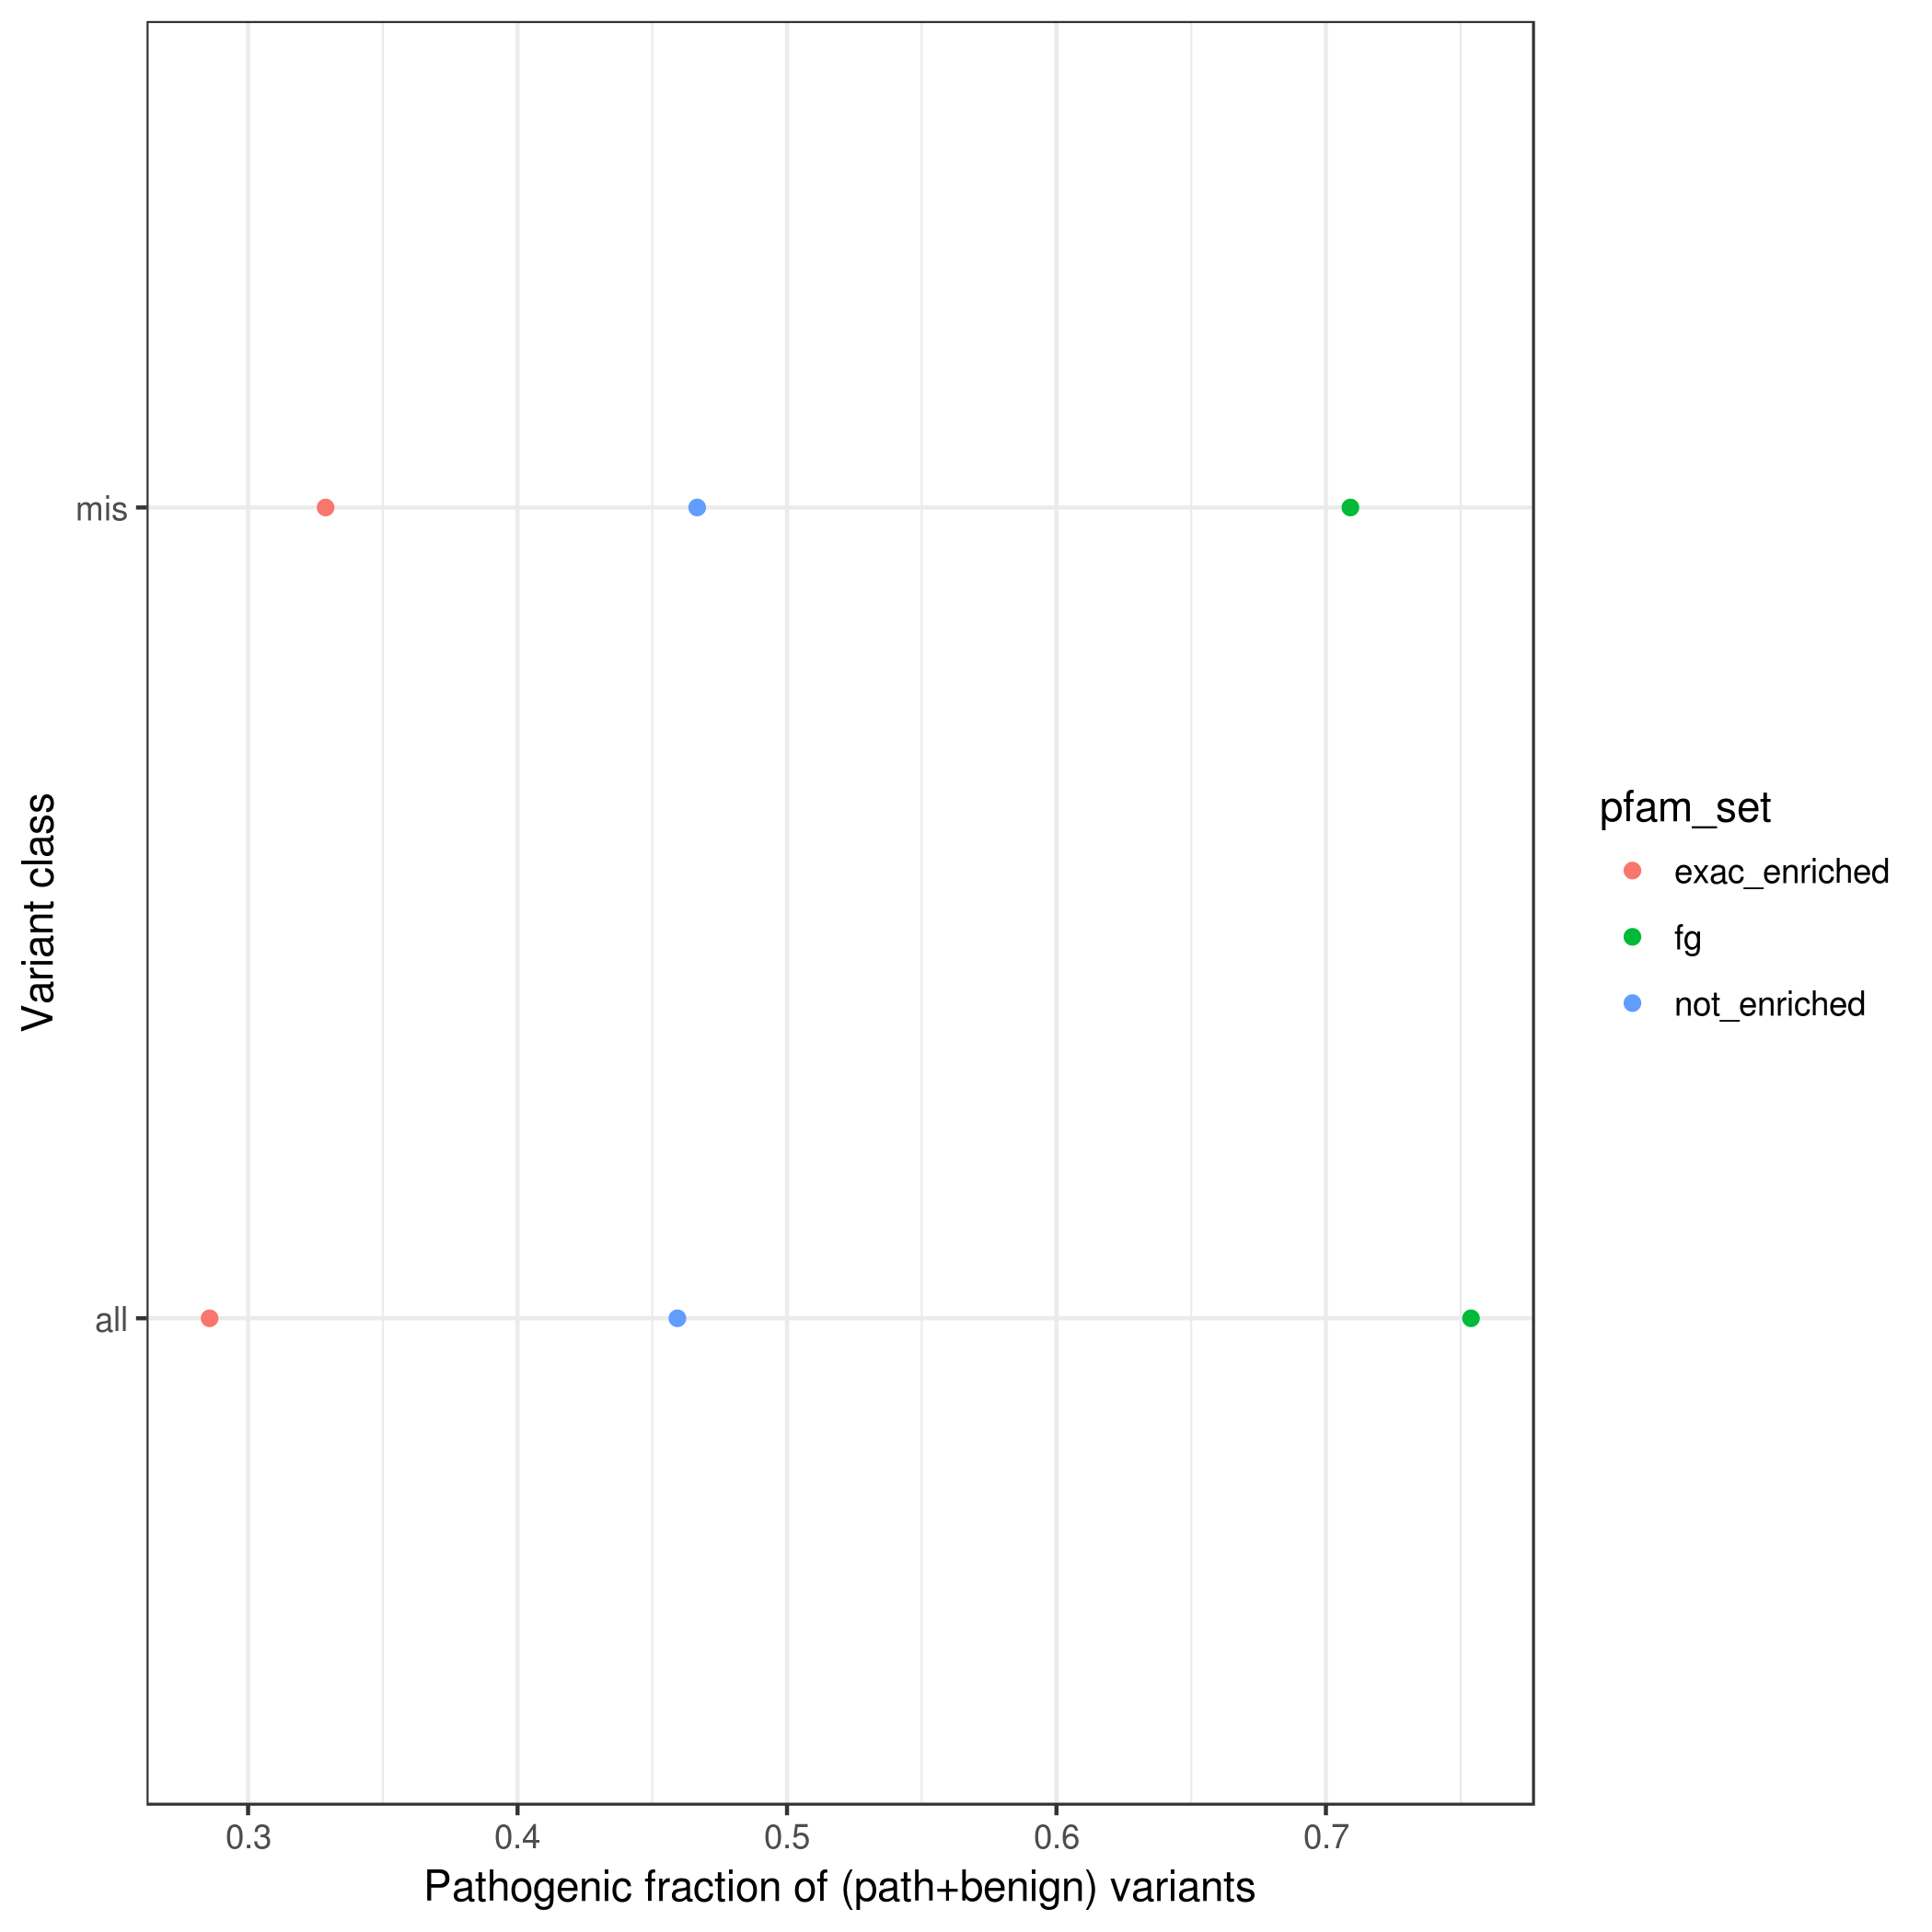 Variant class
mis
all
0.3 0.4 0.5 0.6 0.7
Pathogenic fraction of (path+benign) variants
pfam_set
exac_enriched
fg
not_enriched